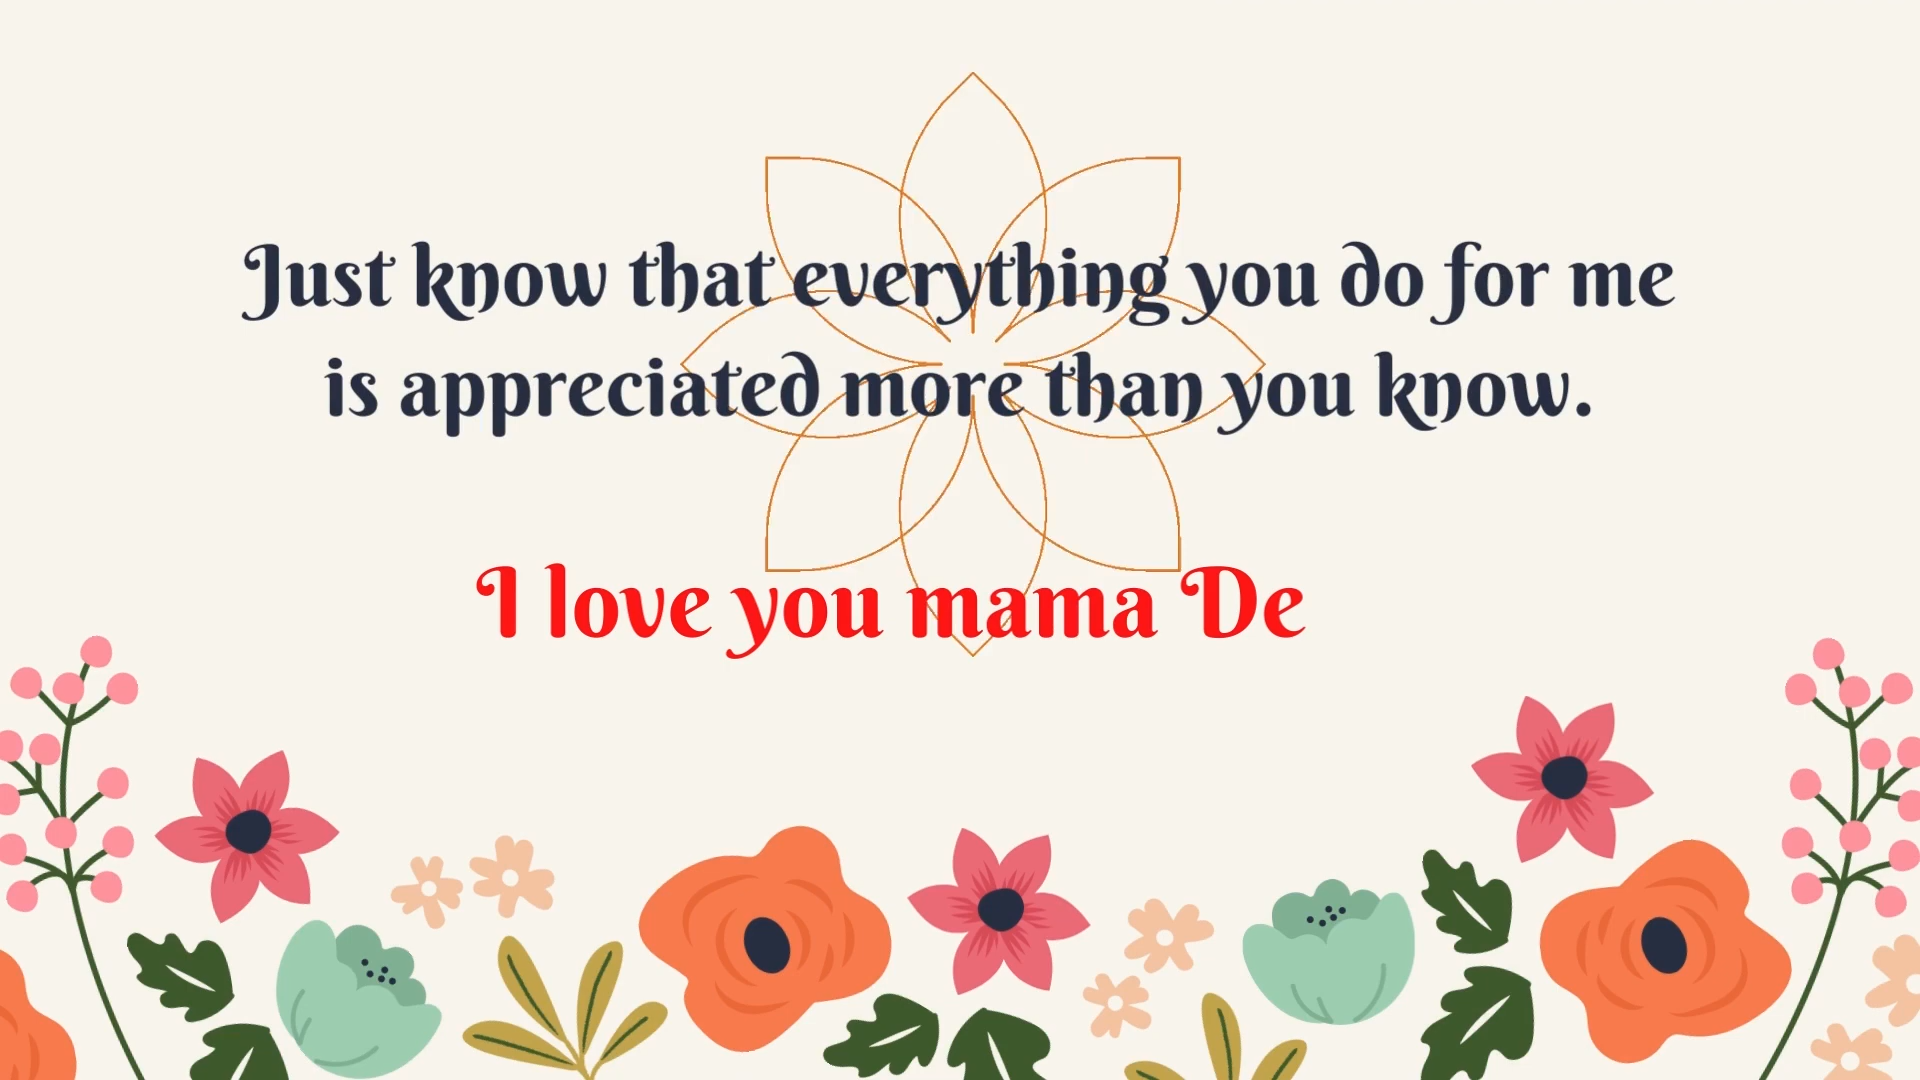 Just know that everything you do for me
is appreciated more than you know.
I love you mama De